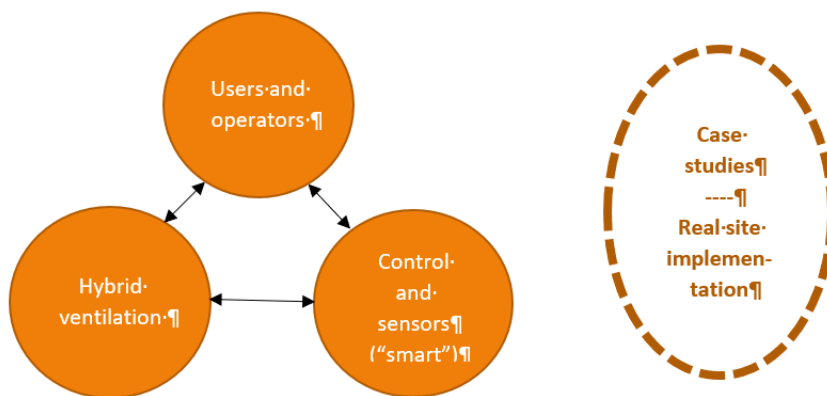 Users·and·
operators·¶
Hybrid·
ventilation·¶
Control·
and·
sensors¶
("smart")¶
Case·
studies¶
----¶
Real·site·
implemen-
tation¶